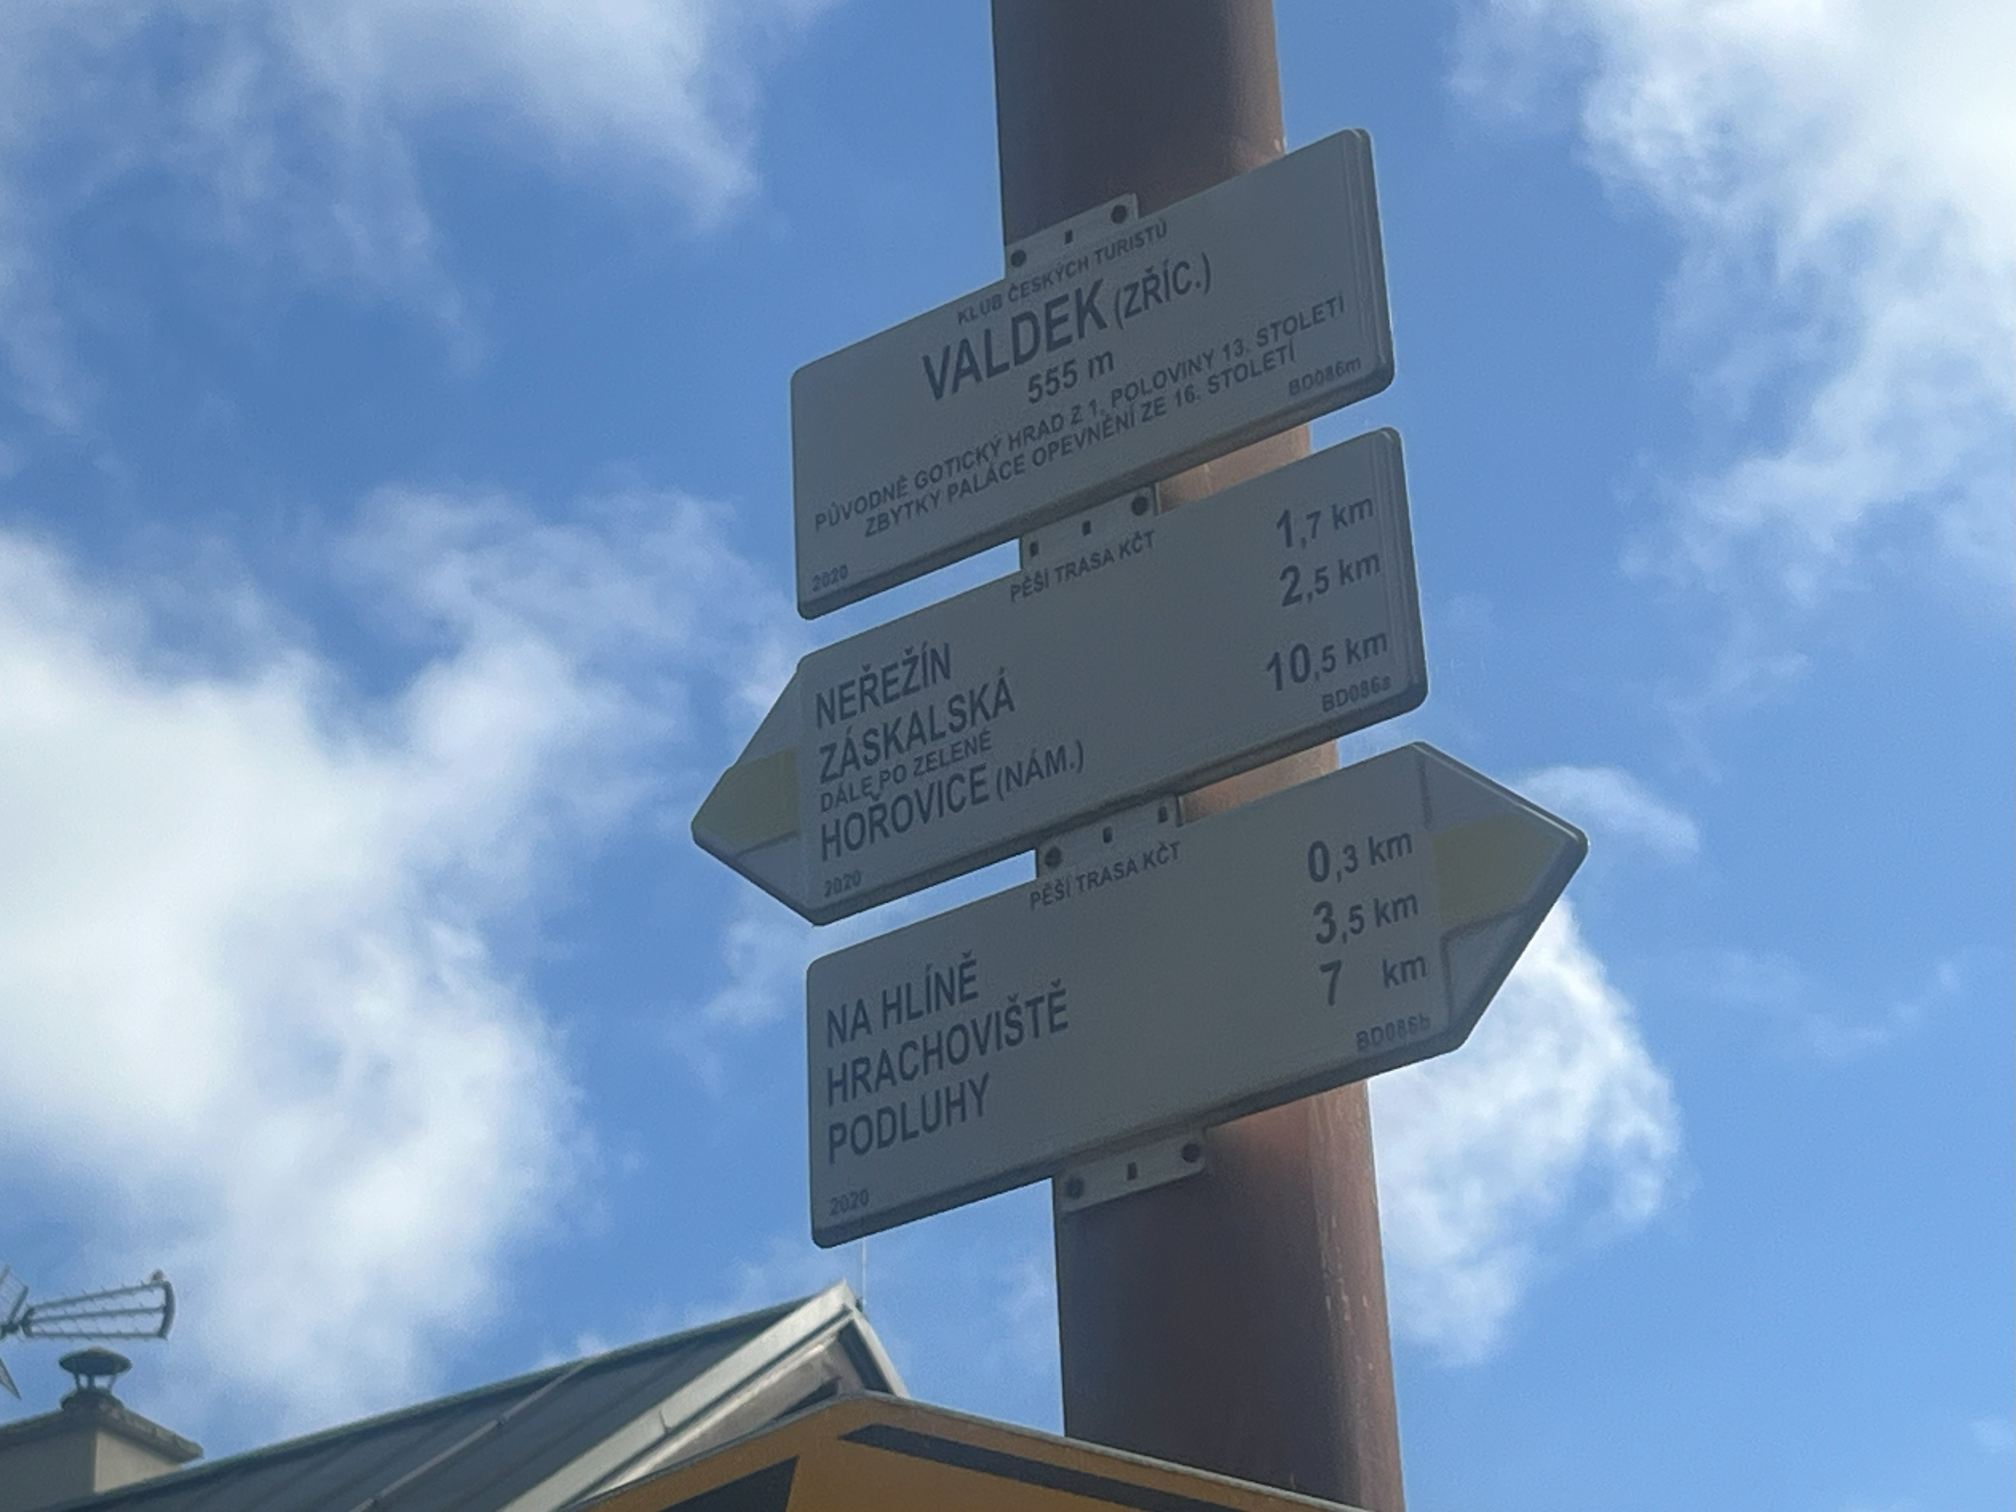 KLUB ČESKÝCH TURISTŮ
VALDEK (ZŘÍC.)
555 m
PŮVODNĚ GOTICKÝ HRAD Z 1. POLOVINY 13. STOLETÍ
ZBYTKY PALÁCE OPEVNĚNÍ ZE 16. STOLETÍ
2020 BD086m
PĚŠÍ TRASA KČT
NEŘEŽÍN 1,7 km
ZÁSKALSKÁ 2,5 km
DÁLE PO ZELENÉ
HOŘOVICE (NÁM.) 10,5 km
2020 BD086a
PĚŠÍ TRASA KČT
NA HLÍNĚ 0,3 km
HRACHOVIŠTĚ 3,5 km
PODLUHY 7 km
2020 BD086b